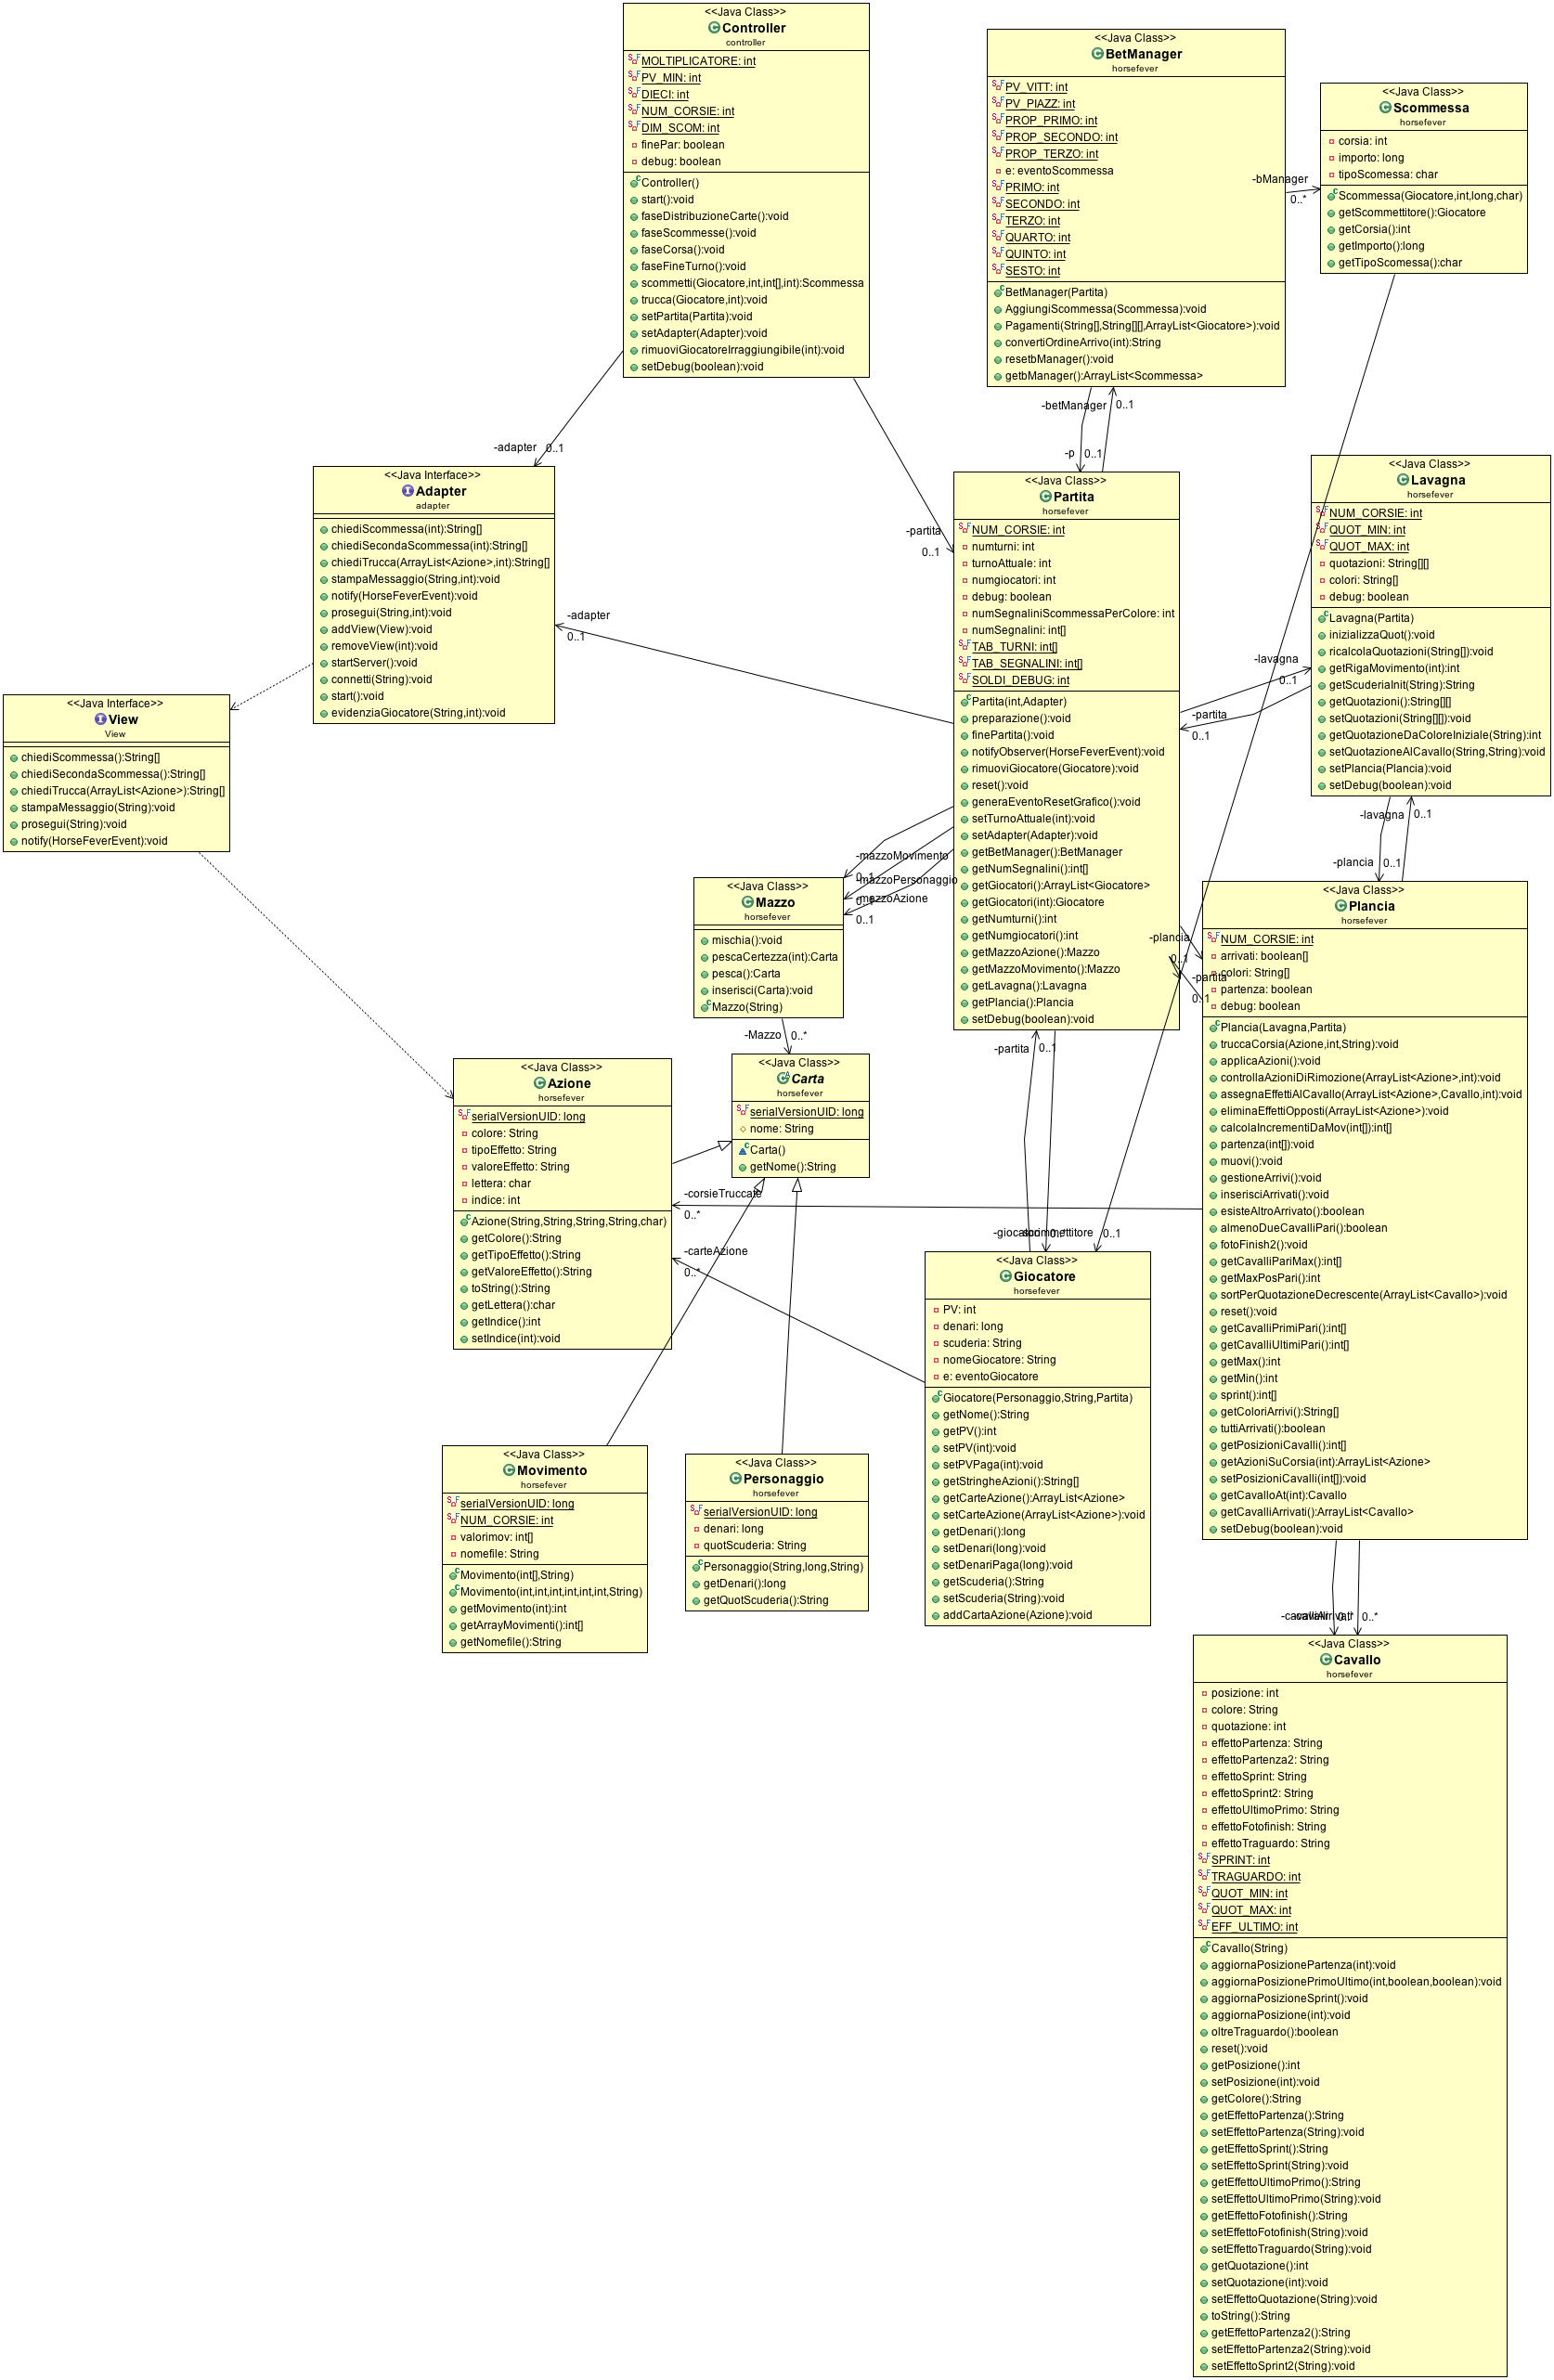 <<Java Class>>
Controller
controller
MOLTIPLICATORE: int
PV_MIN: int
DIECI: int
NUM_CORSIE: int
DIM_SCOM: int
finePar: boolean
debug: boolean
Controller()
start():void
faseDistribuzioneCarte():void
faseScommesse():void
faseCorsa():void
faseFineTurno():void
scommetti(Giocatore,int,int[],int):Scommessa
trucca(Giocatore,int):void
setPartita(Partita):void
setAdapter(Adapter):void
rimuoviGiocatoreIrraggiungibile(int):void
setDebug(boolean):void
<<Java Class>>
BetManager
horsefever
PV_VITT: int
PV_PIAZZ: int
PROP_PRIMO: int
PROP_SECONDO: int
PROP_TERZO: int
e: eventoScommessa
PRIMO: int
SECONDO: int
TERZO: int
QUARTO: int
QUINTO: int
SESTO: int
BetManager(Partita)
AggiungiScommessa(Scommessa):void
Pagamenti(String[],String[][],ArrayList<Giocatore>):void
convertiOrdineArrivo(int):String
resetbManager():void
getbManager():ArrayList<Scommessa>
<<Java Class>>
Scommessa
horsefever
corsia: int
importo: long
tipoScomessa: char
Scommessa(Giocatore,int,long,char)
getScommettitore():Giocatore
getCorsia():int
getImporto():long
getTipoScomessa():char
-bManager
0..*
-betManager
0..1
-p
0..1
-adapter
0..1
-partita
0..1
<<Java Interface>>
Adapter
adapter
chiediScommessa(int):String[]
chiediSecondaScommessa(int):String[]
chiediTrucca(ArrayList<Azione>,int):String[]
stampaMessaggio(String,int):void
notify(HorseFeverEvent):void
prosegui(String,int):void
addView(View):void
removeView(int):void
startServer():void
connetti(String):void
start():void
evidenziaGiocatore(String,int):void
-adapter
0..1
<<Java Class>>
Partita
horsefever
NUM_CORSIE: int
numturni: int
turnoAttuale: int
numgiocatori: int
debug: boolean
numSegnaliniScommessaPerColore: int
numSegnalini: int[]
TAB_TURNI: int[]
TAB_SEGNALINI: int[]
SOLDI_DEBUG: int
Partita(int,Adapter)
preparazione():void
finePartita():void
notifyObserver(HorseFeverEvent):void
rimuoviGiocatore(Giocatore):void
reset():void
generaEventoResetGrafico():void
setTurnoAttuale(int):void
setAdapter(Adapter):void
getBetManager():BetManager
getNumSegnalini():int[]
getGiocatori():ArrayList<Giocatore>
getGiocatori(int):Giocatore
getNumturni():int
getNumgiocatori():int
getMazzoAzione():Mazzo
getMazzoMovimento():Mazzo
getLavagna():Lavagna
getPlancia():Plancia
setDebug(boolean):void
<<Java Class>>
Lavagna
horsefever
NUM_CORSIE: int
QUOT_MIN: int
QUOT_MAX: int
quotazioni: String[][]
colori: String[]
debug: boolean
Lavagna(Partita)
inizializzaQuot():void
ricalcolaQuotazioni(String[]):void
getRigaMovimento(int):int
getScuderiaInit(String):String
getQuotazioni():String[][]
setQuotazioni(String[][]):void
getQuotazioneDaColoreIniziale(String):int
setQuotazioneAlCavallo(String,String):void
setPlancia(Plancia):void
setDebug(boolean):void
-lavagna
0..1
-partita
0..1
<<Java Interface>>
View
View
chiediScommessa():String[]
chiediSecondaScommessa():String[]
chiediTrucca(ArrayList<Azione>):String[]
stampaMessaggio(String):void
prosegui(String):void
notify(HorseFeverEvent):void
-lavagna
0..1
-plancia
0..1
-mazzoMovimento
-mazzoPersonaggio
-mazzoAzione
0..1
<<Java Class>>
Mazzo
horsefever
mischia():void
pescaCertezza(int):Carta
pesca():Carta
inserisci(Carta):void
Mazzo(String)
-Mazzo
0..*
-plancia
0..1
-partita
0..1
<<Java Class>>
Plancia
horsefever
NUM_CORSIE: int
arrivati: boolean[]
colori: String[]
partenza: boolean
debug: boolean
Plancia(Lavagna,Partita)
truccaCorsia(Azione,int,String):void
applicaAzioni():void
controllaAzioniDiRimozione(ArrayList<Azione>,int):void
assegnaEffettiAlCavallo(ArrayList<Azione>,Cavallo,int):void
eliminaEffettiOpposti(ArrayList<Azione>):void
calcolaIncrementiDaMov(int[]):int[]
partenza(int[]):void
muovi():void
gestioneArrivi():void
inserisciArrivati():void
esisteAltroArrivato():boolean
almenoDueCavalliPari():boolean
fotoFinish2():void
getCavalliPariMax():int[]
getMaxPosPari():int
sortPerQuotazioneDecrescente(ArrayList<Cavallo>):void
reset():void
getCavalliPrimiPari():int[]
getCavalliUltimiPari():int[]
getMax():int
getMin():int
sprint():int[]
getColoriArrivi():String[]
tuttiArrivati():boolean
getPosizioniCavalli():int[]
getAzioniSuCorsia(int):ArrayList<Azione>
setPosizioniCavalli(int[]):void
getCavalloAt(int):Cavallo
getCavalliArrivati():ArrayList<Cavallo>
setDebug(boolean):void
<<Java Class>>
Azione
horsefever
serialVersionUID: long
colore: String
tipoEffetto: String
valoreEffetto: String
lettera: char
indice: int
Azione(String,String,String,String,char)
getColore():String
getTipoEffetto():String
getValoreEffetto():String
toString():String
getLettera():char
getIndice():int
setIndice(int):void
<<Java Class>>
Carta
horsefever
serialVersionUID: long
nome: String
Carta()
getNome():String
-partita
0..1
-corsieTruccate
0..*
-carteAzione
0..*
0..1
<<Java Class>>
Giocatore
horsefever
PV: int
denari: long
scuderia: String
nomeGiocatore: String
e: eventoGiocatore
Giocatore(Personaggio,String,Partita)
getNome():String
getPV():int
setPV(int):void
setPVPaga(int):void
getStringheAzioni():String[]
getCarteAzione():ArrayList<Azione>
setCarteAzione(ArrayList<Azione>):void
getDenari():long
setDenari(long):void
setDenariPaga(long):void
getScuderia():String
setScuderia(String):void
addCartaAzione(Azione):void
<<Java Class>>
Movimento
horsefever
serialVersionUID: long
NUM_CORSIE: int
valorimov: int[]
nomefile: String
Movimento(int[],String)
Movimento(int,int,int,int,int,int,String)
getMovimento(int):int
getArrayMovimenti():int[]
getNomefile():String
<<Java Class>>
Personaggio
horsefever
serialVersionUID: long
denari: long
quotScuderia: String
Personaggio(String,long,String)
getDenari():long
getQuotScuderia():String
0..*
<<Java Class>>
Cavallo
horsefever
posizione: int
colore: String
quotazione: int
effettoPartenza: String
effettoPartenza2: String
effettoSprint: String
effettoSprint2: String
effettoUltimoPrimo: String
effettoFotofinish: String
effettoTraguardo: String
SPRINT: int
TRAGUARDO: int
QUOT_MIN: int
QUOT_MAX: int
EFF_ULTIMO: int
Cavallo(String)
aggiornaPosizionePartenza(int):void
aggiornaPosizionePrimoUltimo(int,boolean,boolean):void
aggiornaPosizioneSprint():void
aggiornaPosizione(int):void
oltreTraguardo():boolean
reset():void
getPosizione():int
setPosizione(int):void
getColore():String
getEffettoPartenza():String
setEffettoPartenza(String):void
getEffettoSprint():String
setEffettoSprint(String):void
getEffettoUltimoPrimo():String
setEffettoUltimoPrimo(String):void
getEffettoFotofinish():String
setEffettoFotofinish(String):void
setEffettoTraguardo(String):void
getQuotazione():int
setQuotazione(int):void
setEffettoQuotazione(String):void
toString():String
getEffettoPartenza2():String
setEffettoPartenza2(String):void
setEffettoSprint2(String):void